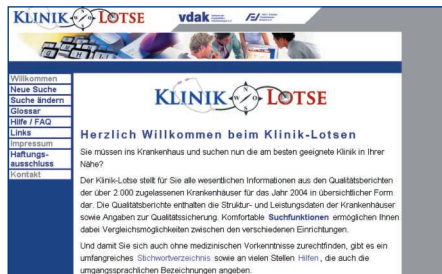 KLINIK LOTSE
vdak
Willkommen
Neue Suche
Suche ändern
Glossar
Hilfe / FAQ
Links
Impressum
Haftungs-
ausschluss
Kontakt
KLINIK LOTSE
Herzlich Willkommen beim Klinik-Lotsen
Sie müssen ins Krankenhaus und suchen nun die am besten geeignete Klinik in Ihrer
Nähe?
Der Klinik-Lotse stellt für Sie alle wesentlichen Informationen aus den Qualitätsberichten
der über 2.000 zugelassenen Krankenhäuser für das Jahr 2004 in übersichtlicher Form
dar. Die Qualitätsberichte enthalten die Struktur- und Leistungsdaten der Krankenhäuser
sowie Angaben zur Qualitätssicherung. Komfortable Suchfunktionen ermöglichen Ihnen
dabei Vergleichsmöglichkeiten zwischen den verschiedenen Einrichtungen.
Und damit Sie sich auch ohne medizinischen Vorkenntnisse zurechtfinden, gibt es ein
umfangreiches Stichwortverzeichnis sowie an vielen Stellen Hilfen, die auch die
umgangssprachlichen Bezeichnungen angeben.